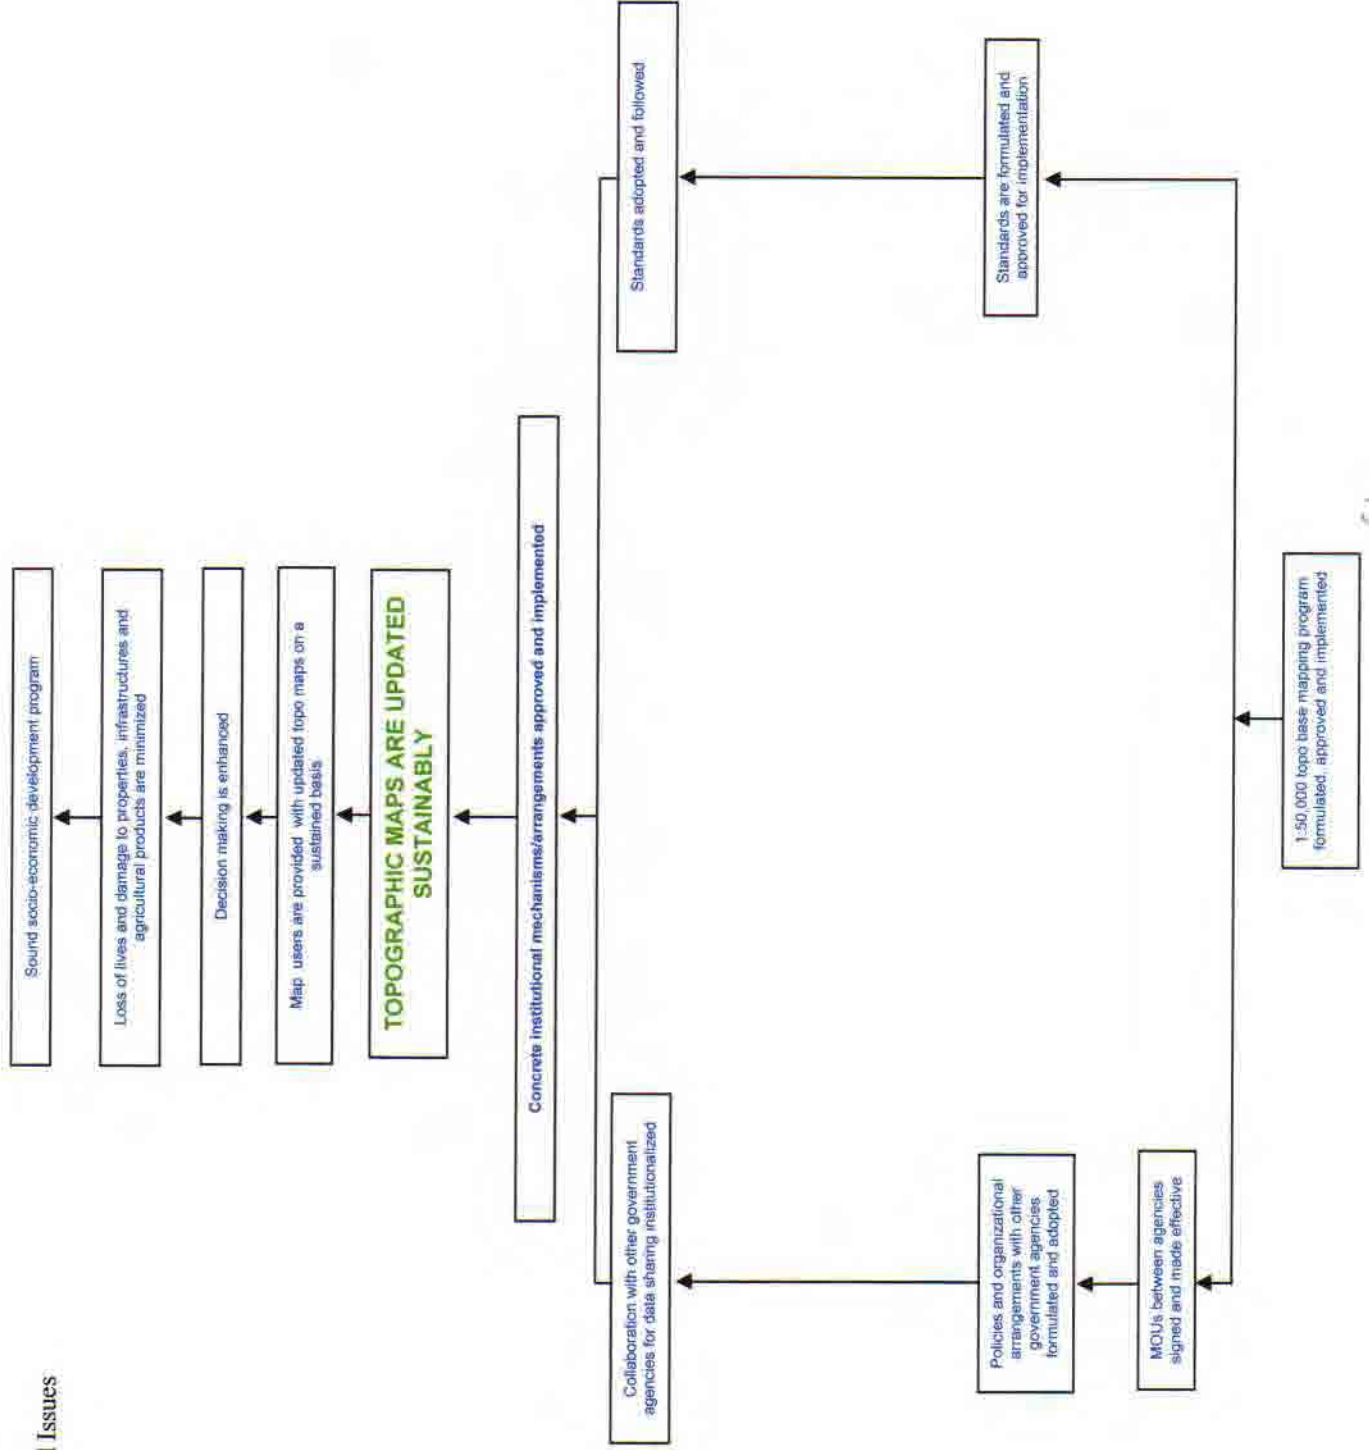 Issues
Sound socio-economic development program
Loss of lives and damage to properties, infrastructures and
agricultural products are minimized
Decision making is enhanced
Map users are provided with updated topo maps on a
sustained basis
TOPOGRAPHIC MAPS ARE UPDATED
SUSTAINABLY
Concrete institutional mechanisms/arrangements approved and implemented
Collaboration with other government
agencies for data sharing institutionalized
Standards adopted and followed
Policies and organizational
arrangements with other
government agencies
formulated and adopted
Standards are formulated and
approved for implementation
MOUs between agencies
signed and made effective
1:50,000 topo base mapping program
formulated, approved and implemented